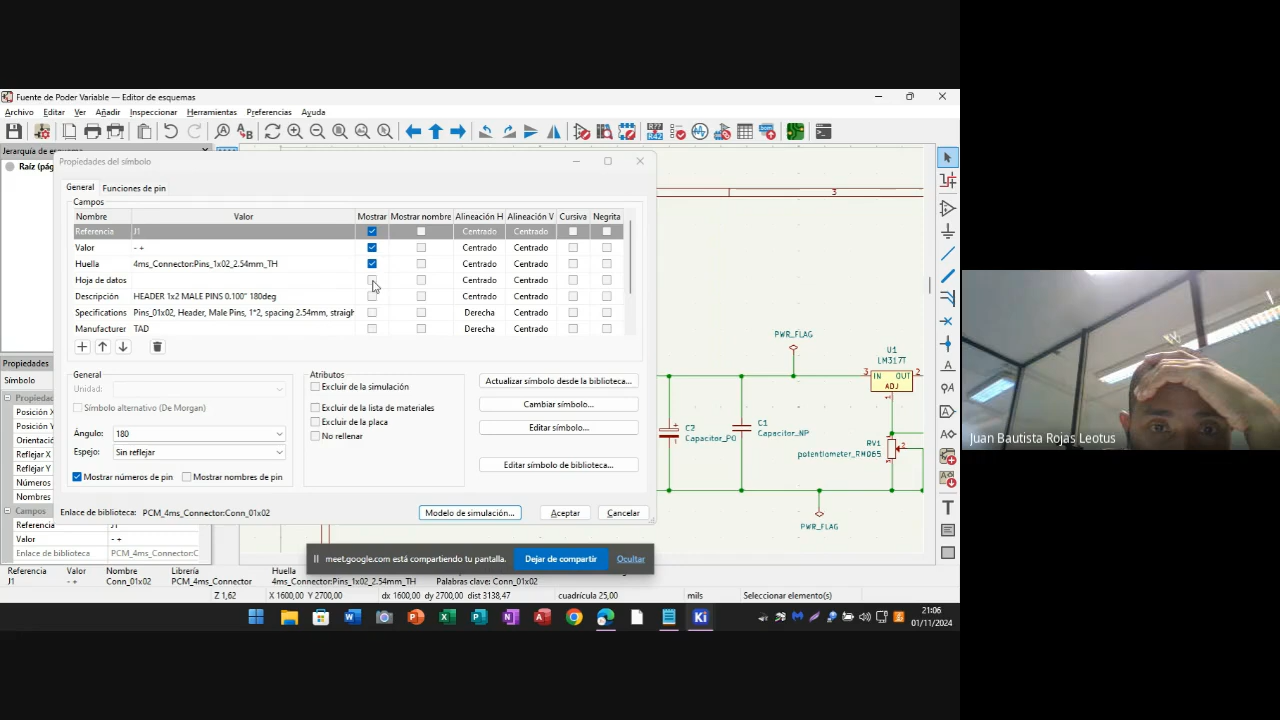 Fuente de Poder Variable — Editor de esquemas
Archivo Editar Ver Añadir Inspeccionar Herramientas Preferencias Ayuda
Jerarquía de esquema
Raíz (pág
Propiedades del símbolo
General Funciones de pin
Campos
Nombre Valor Mostrar Mostrar nombre Alineación H Alineación V Cursiva Negrita
Referencia J1 Centrado Centrado
Valor - + Centrado Centrado
Huella 4ms_Connector:Pins_1x02_2.54mm_TH Centrado Centrado
Hoja de datos Centrado Centrado
Descripción HEADER 1x2 MALE PINS 0.100" 180deg Centrado Centrado
Specifications Pins_01x02, Header, Male Pins, 1*2, spacing 2.54mm, straigh Derecha Centrado
Manufacturer TAD Derecha Centrado
General
Unidad:
Símbolo alternativo (De Morgan)
Ángulo: 180
Espejo: Sin reflejar
Mostrar números de pin Mostrar nombres de pin
Atributos
Excluir de la simulación
Excluir de la lista de materiales
Excluir de la placa
No rellenar
Actualizar símbolo desde la biblioteca...
Cambiar símbolo...
Editar símbolo...
Editar símbolo de biblioteca...
Enlace de biblioteca: PCM_4ms_Connector:Conn_01x02
Modelo de simulación... Aceptar Cancelar
Propiedades
Símbolo
Propiedad
Posición X
Posición Y
Orientació
Reflejar X
Reflejar Y
Números
Nombres
Campos
Referencia J1
Valor - +
Enlace de biblioteca PCM_4ms_Connector:C
3
PWR_FLAG
U1
LM317T
3 IN OUT 2
ADJ
1
C2
Capacitor_PO
C1
Capacitor_NP
RV1
potentiometer_RM065
2
PWR_FLAG
meet.google.com está compartiendo tu pantalla. Dejar de compartir Ocultar
Referencia Valor Nombre Librería Huella
J1 - + Conn_01x02 PCM_4ms_Connector 4ms_Connector:Pins_1x02_2.54mm_TH Palabras clave: Conn_01x02
Z 1,62 X 1600,00 Y 2700,00 dx 1600,00 dy 2700,00 dist 3138,47 cuadrícula 25,00 mils Seleccionar elemento(s)
21:06
01/11/2024
Juan Bautista Rojas Leotus